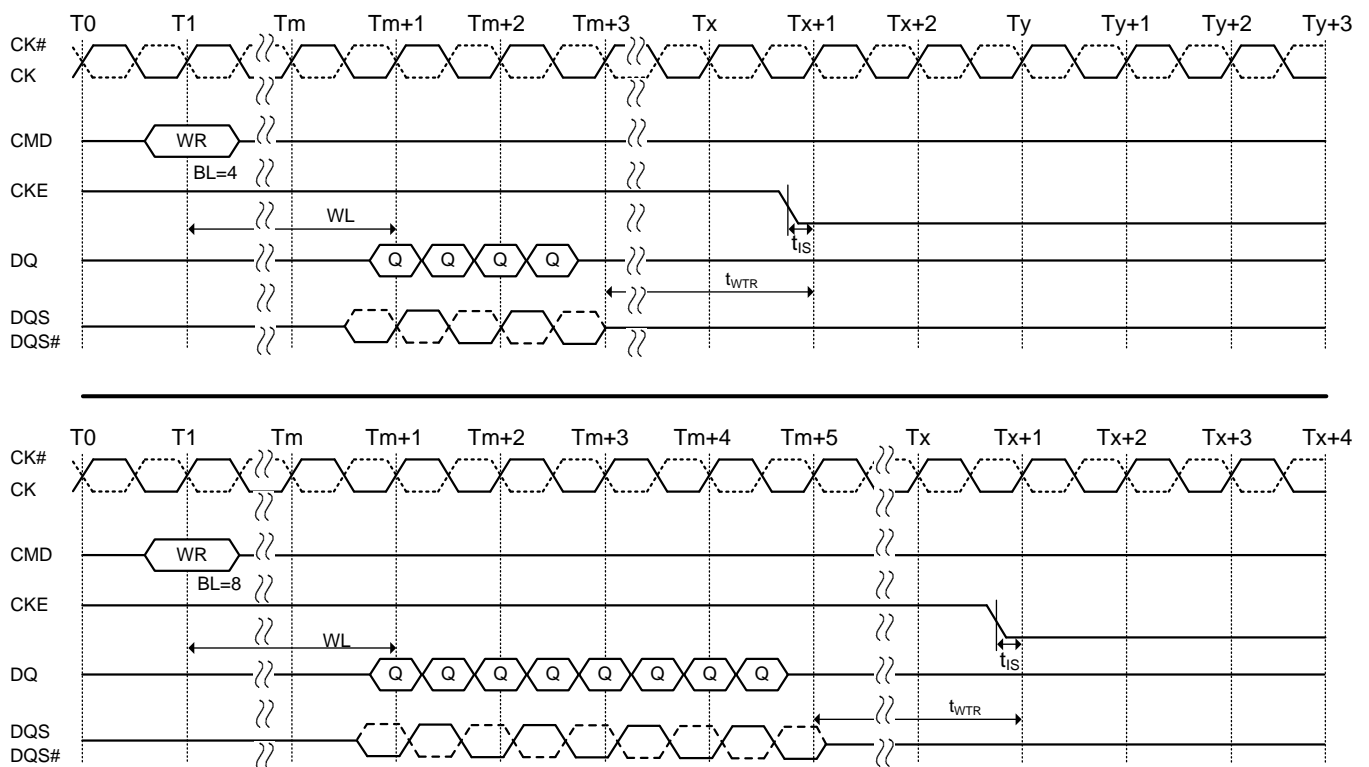 T0 T1 Tm Tm+1 Tm+2 Tm+3 Tx Tx+1 Tx+2 Ty Ty+1 Ty+2 Ty+3
CK#
CK
CMD WR
BL=4
CKE
WL
tIS
DQ Q Q Q Q
tWTR
DQS
DQS#
T0 T1 Tm Tm+1 Tm+2 Tm+3 Tm+4 Tm+5 Tx Tx+1 Tx+2 Tx+3 Tx+4
CK#
CK
CMD WR
BL=8
CKE
WL
tIS
DQ Q Q Q Q Q Q Q Q
tWTR
DQS
DQS#